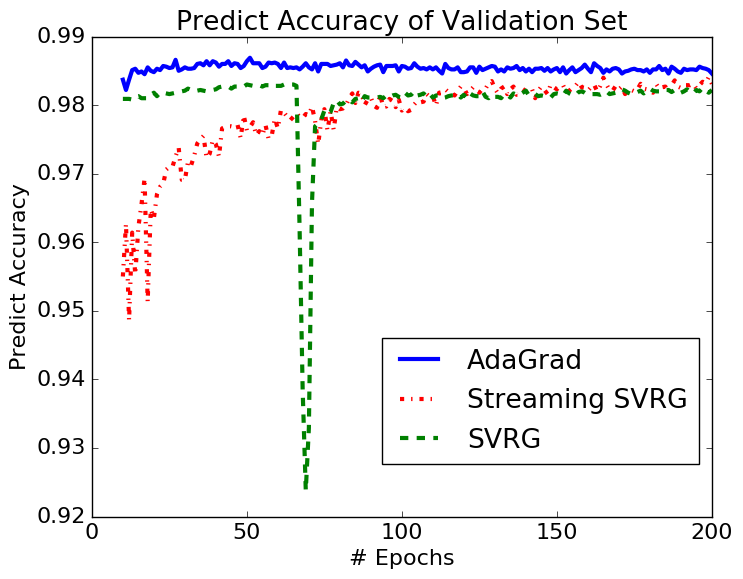 Predict Accuracy of Validation Set
Predict Accuracy
0.99
0.98
0.97
0.96
0.95
0.94
0.93
0.92
AdaGrad
Streaming SVRG
SVRG
0
50
100
150
200
# Epochs